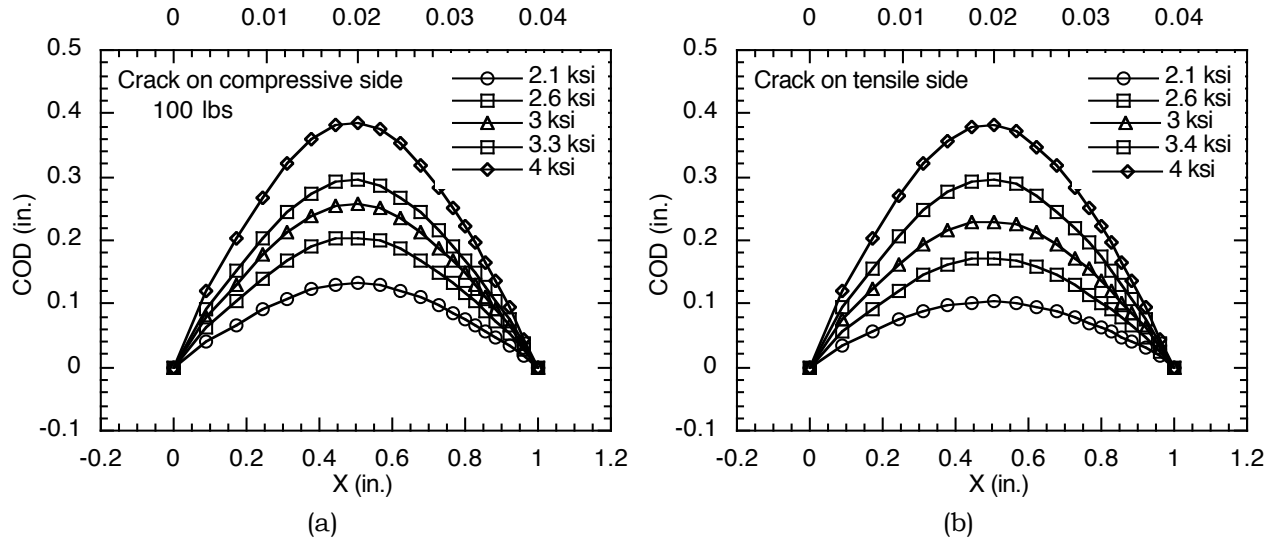 0 0.01 0.02 0.03 0.04
0.5
0.4
0.3
0.2
0.1
0
-0.1
COD (in.)
Crack on compressive side
100 lbs
2.1 ksi
2.6 ksi
3 ksi
3.3 ksi
4 ksi
-0.2 0 0.2 0.4 0.6 0.8 1 1.2
X (in.)
(a)
0 0.01 0.02 0.03 0.04
0.5
0.4
0.3
0.2
0.1
0
-0.1
COD (in.)
Crack on tensile side
2.1 ksi
2.6 ksi
3 ksi
3.4 ksi
4 ksi
-0.2 0 0.2 0.4 0.6 0.8 1 1.2
X (in.)
(b)